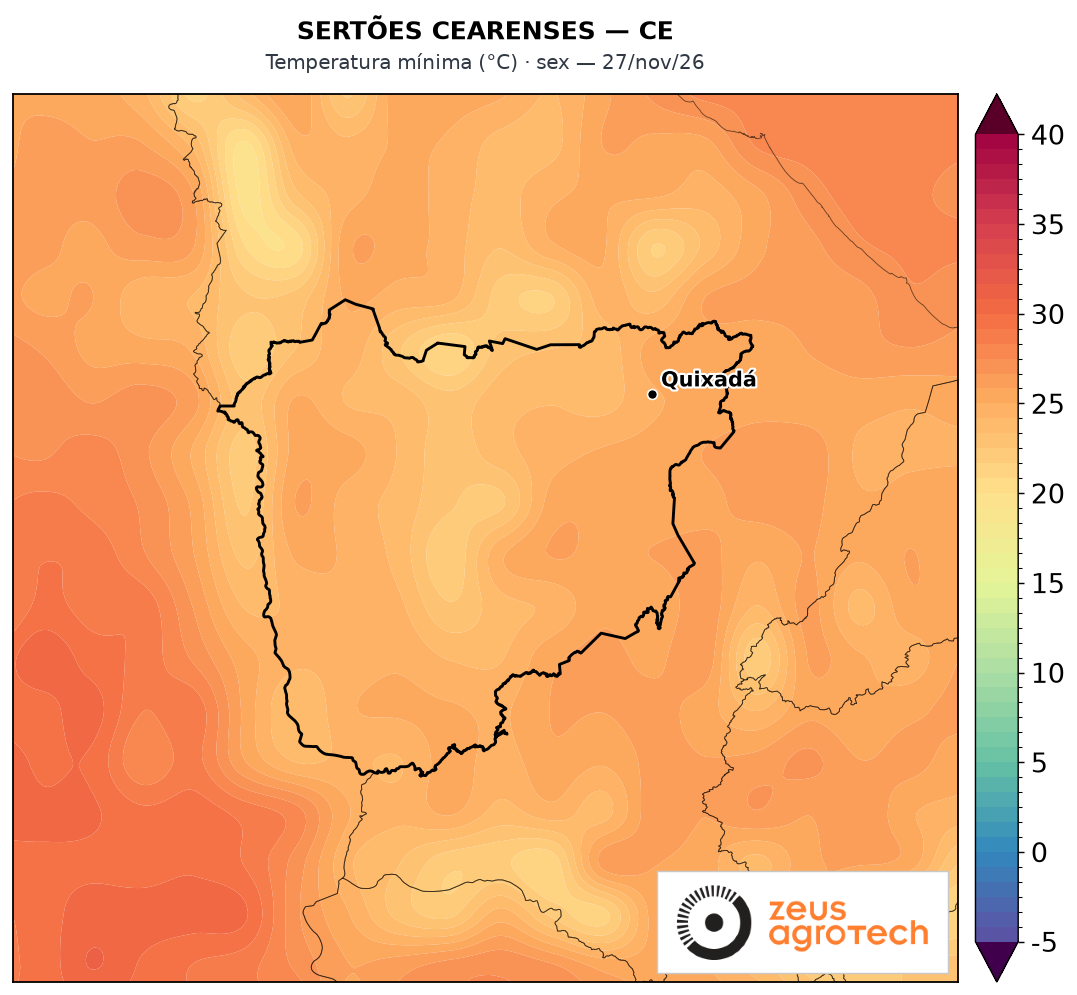 SERTÕES CEARENSES — CE
Temperatura mínima (°C) · sex — 27/nov/26
Quixadá
40
35
30
25
20
15
10
5
0
-5
zeus
agrotech